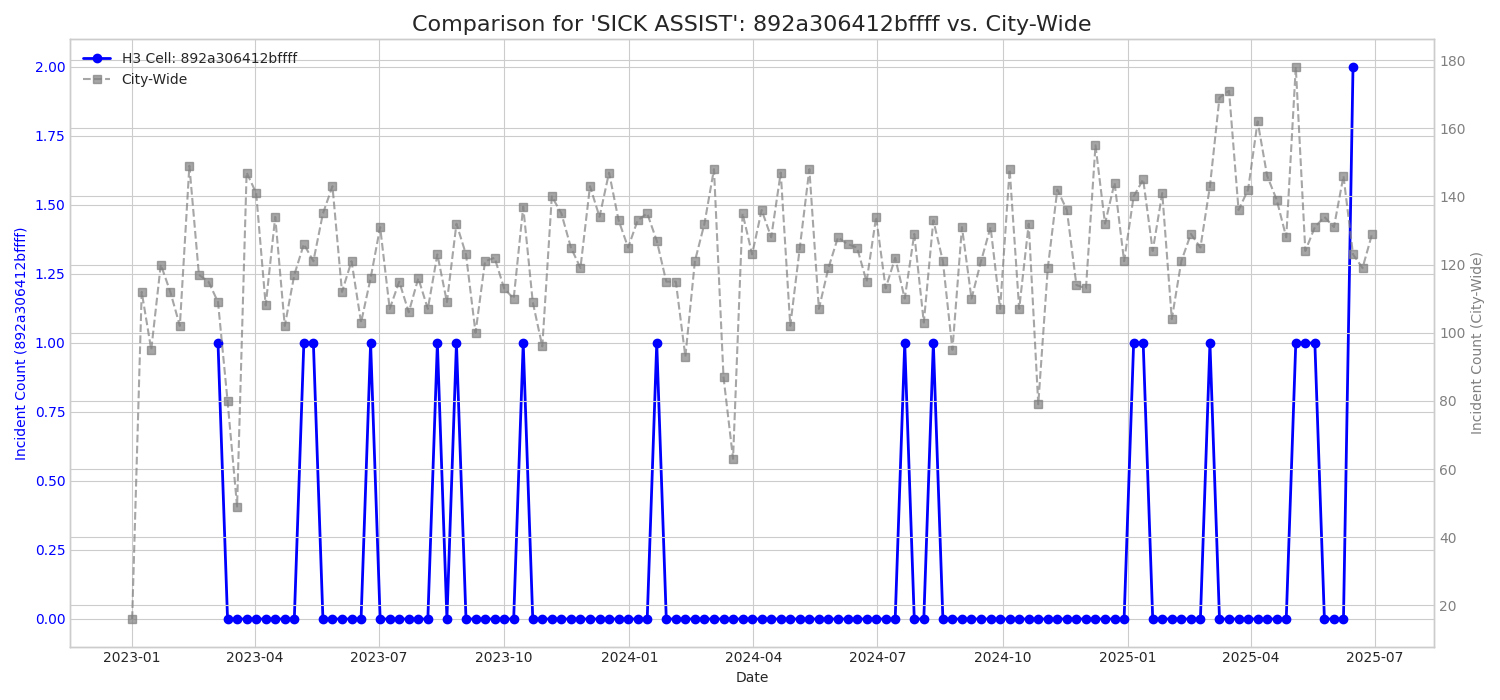 Comparison for 'SICK ASSIST': 892a306412bffff vs. City-Wide
H3 Cell: 892a306412bffff
City-Wide
2.00
1.75
1.50
1.25
1.00
0.75
0.50
0.25
0.00
Incident Count (892a306412bffff)
180
160
140
120
100
80
60
40
20
Incident Count (City-Wide)
2023-01 2023-04 2023-07 2023-10 2024-01 2024-04 2024-07 2024-10 2025-01 2025-04 2025-07
Date